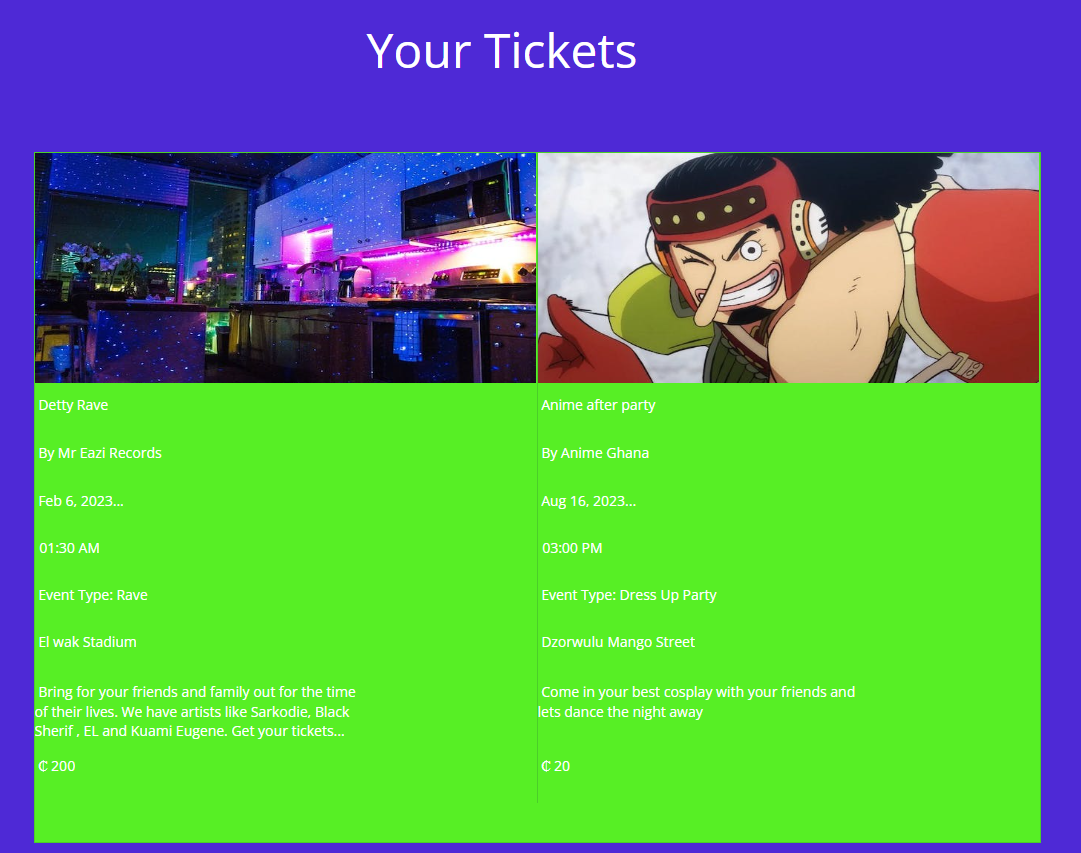 Your Tickets
Detty Rave
By Mr Eazi Records
Feb 6, 2023...
01:30 AM
Event Type: Rave
El wak Stadium
Bring for your friends and family out for the time
of their lives. We have artists like Sarkodie, Black
Sherif , EL and Kuami Eugene. Get your tickets...
₵ 200
Anime after party
By Anime Ghana
Aug 16, 2023...
03:00 PM
Event Type: Dress Up Party
Dzorwulu Mango Street
Come in your best cosplay with your friends and
lets dance the night away
₵ 20